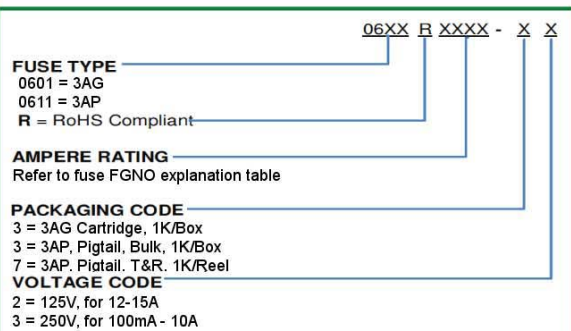 06XX R XXXX - X X
FUSE TYPE
0601 = 3AG
0611 = 3AP
R = RoHS Compliant
AMPERE RATING
Refer to fuse FGNO explanation table
PACKAGING CODE
3 = 3AG Cartridge, 1K/Box
3 = 3AP, Pigtail, Bulk, 1K/Box
7 = 3AP, Pigtail, T&R, 1K/Reel
VOLTAGE CODE
2 = 125V, for 12-15A
3 = 250V, for 100mA - 10A